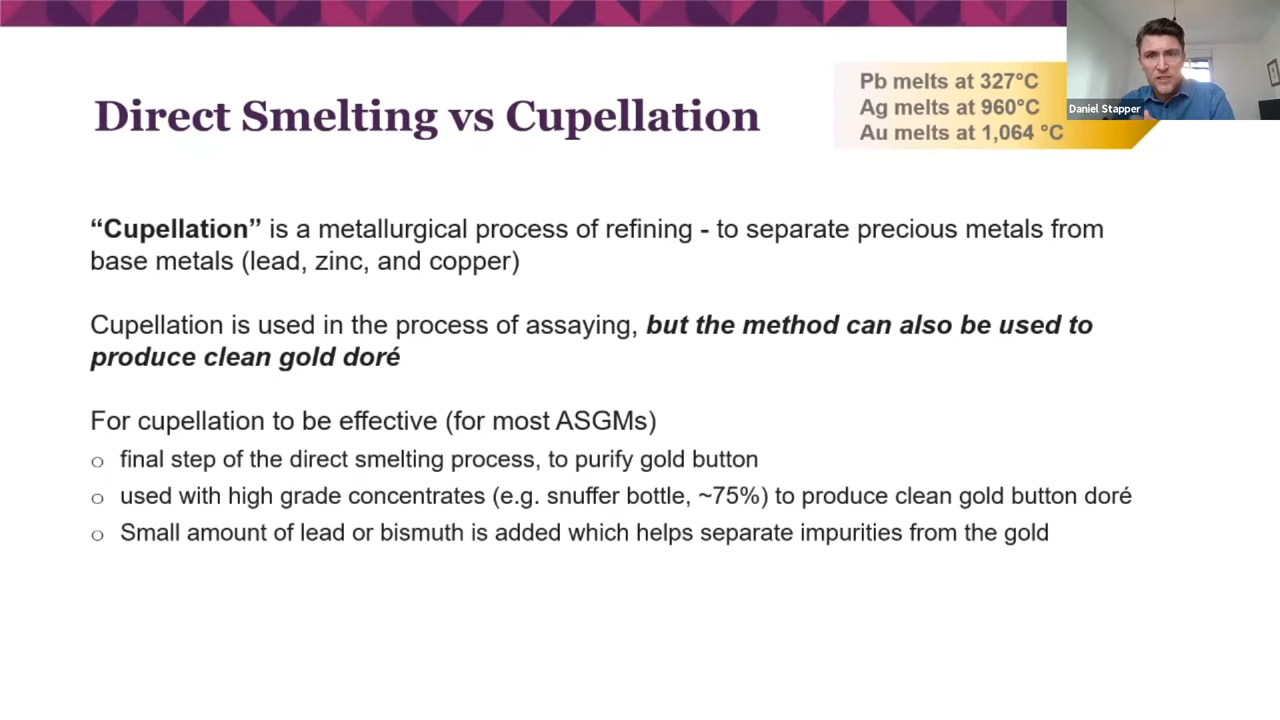 Pb melts at 327°C
Ag melts at 960°C
Au melts at 1,064 °C
Daniel Stapper
Direct Smelting vs Cupellation
“Cupellation” is a metallurgical process of refining - to separate precious metals from
base metals (lead, zinc, and copper)
Cupellation is used in the process of assaying, but the method can also be used to
produce clean gold doré
For cupellation to be effective (for most ASGMs)
o final step of the direct smelting process, to purify gold button
o used with high grade concentrates (e.g. snuffer bottle, ~75%) to produce clean gold button doré
o Small amount of lead or bismuth is added which helps separate impurities from the gold